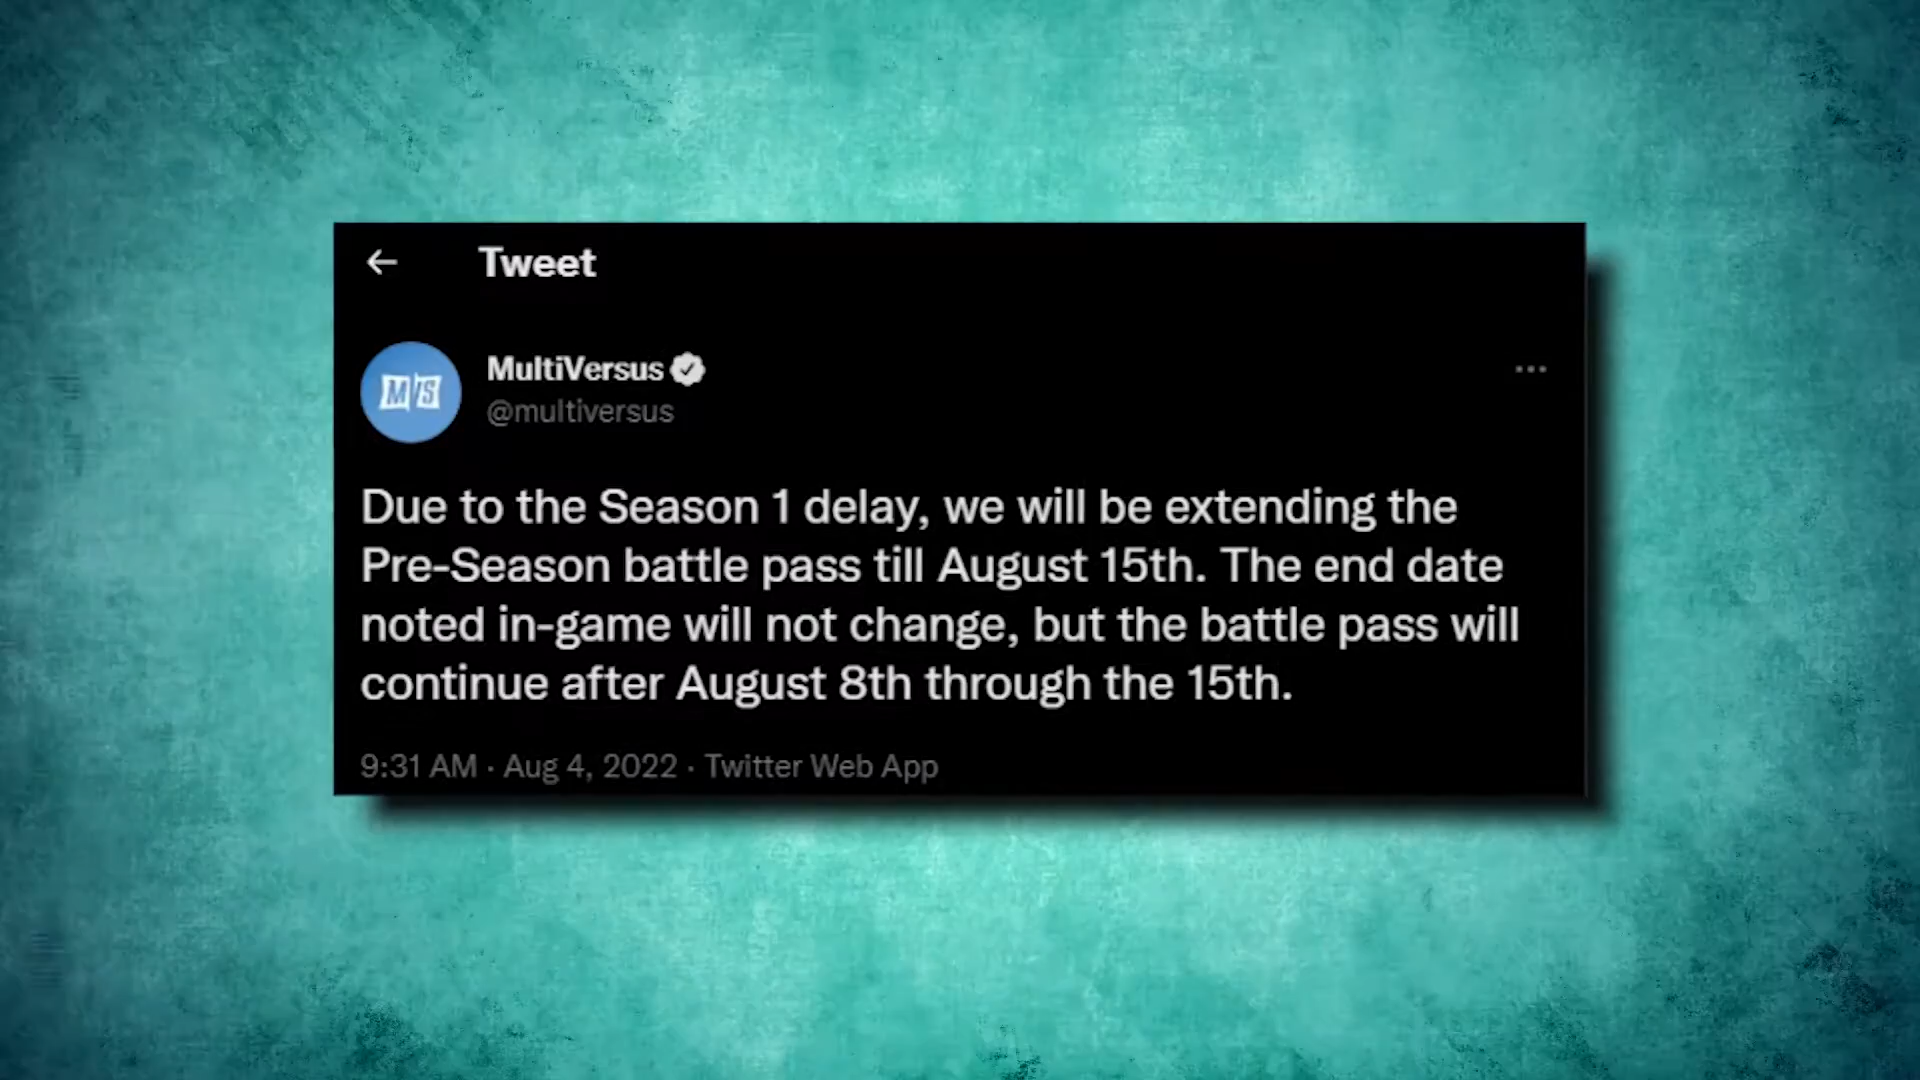 Tweet
MultiVersus
@multiversus
M/S
Due to the Season 1 delay, we will be extending the
Pre-Season battle pass till August 15th. The end date
noted in-game will not change, but the battle pass will
continue after August 8th through the 15th.
9:31 AM · Aug 4, 2022 · Twitter Web App